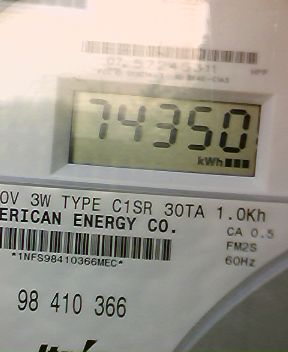 74350
kWh
0V 3W TYPE C1SR 30TA 1.0Kh
ERICAN ENERGY CO.
CA 0.5
FM2S
*1NFS98410366MEC*
60Hz
98 410 366